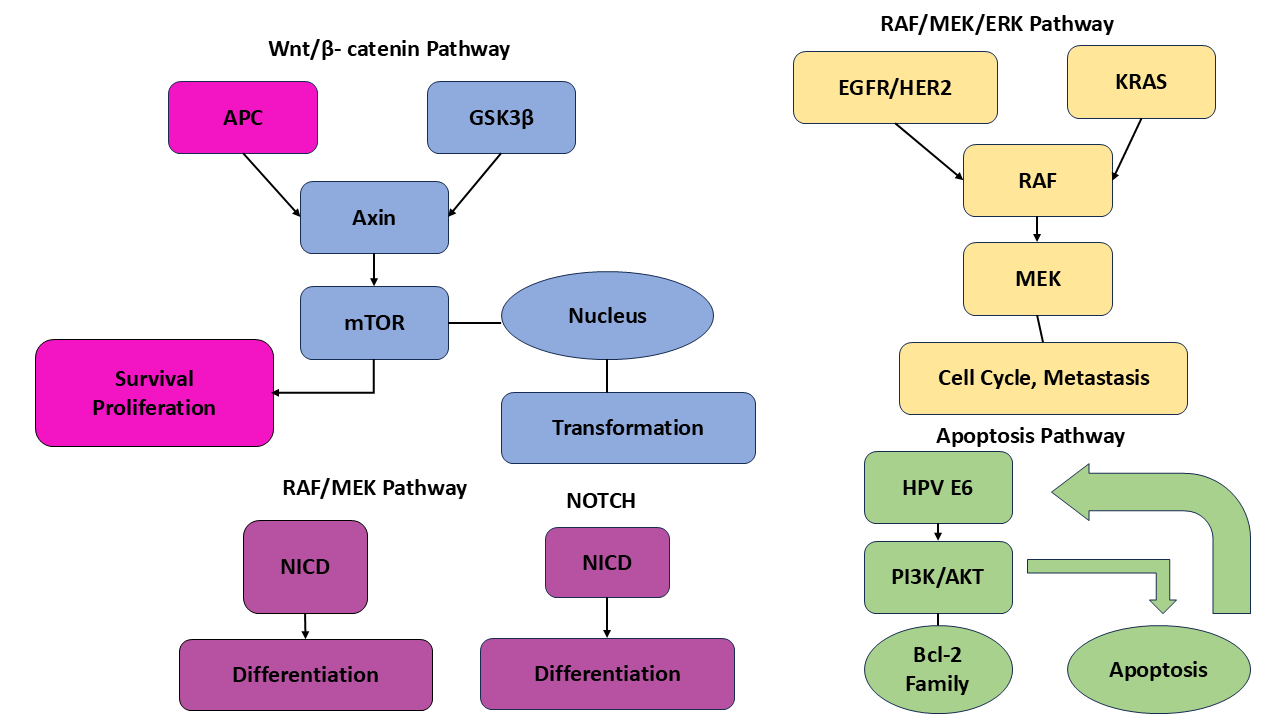 Wnt/β- catenin Pathway
APC
GSK3β
Axin
mTOR
Nucleus
Survival
Proliferation
Transformation
RAF/MEK/ERK Pathway
EGFR/HER2
KRAS
RAF
MEK
Cell Cycle, Metastasis
RAF/MEK Pathway
NICD
Differentiation
NOTCH
NICD
Differentiation
Apoptosis Pathway
HPV E6
PI3K/AKT
Bcl-2
Family
Apoptosis